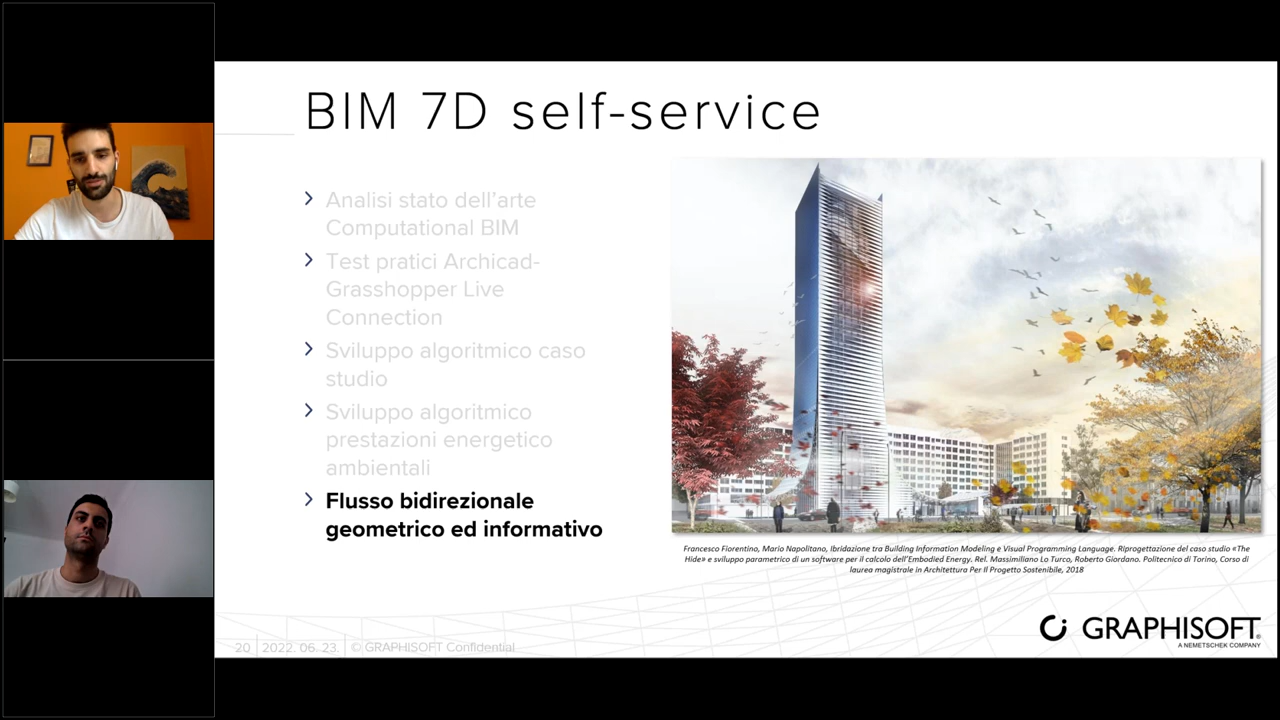 BIM 7D self-service
Analisi stato dell'arte
Computational BIM
Test pratici Archicad-
Grasshopper Live
Connection
Sviluppo algoritmico caso
studio
Sviluppo algoritmico
prestazioni energetico
ambientali
Flusso bidirezionale
geometrico ed informativo
Francesco Fiorentino, Mario Napolitano, Ibridazione tra Building Information Modeling e Visual Programming Language. Riprogettazione del caso studio «The
Hide» e sviluppo parametrico di un software per il calcolo dell'Embodied Energy. Rel. Massimiliano Lo Turco, Roberto Giordano. Politecnico di Torino, Corso di
laurea magistrale in Architettura Per Il Progetto Sostenibile, 2018
20 2022. 06. 23. © GRAPHISOFT Confidential
GRAPHISOFT®
A NEMETSCHEK COMPANY